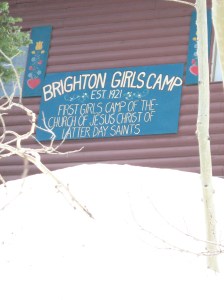 BRIGHTON GIRLS CAMP
EST 1921
FIRST GIRLS CAMP OF THE
CHURCH OF JESUS CHRIST OF
LATTER DAY SAINTS